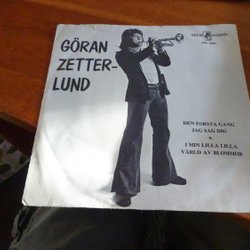 GÖRAN
ZETTER-
LUND
DEN FÖRSTA GÅNG
JAG SÅG DIG
I MIN LILLA LILLA
VÄRLD AV BLOMMOR